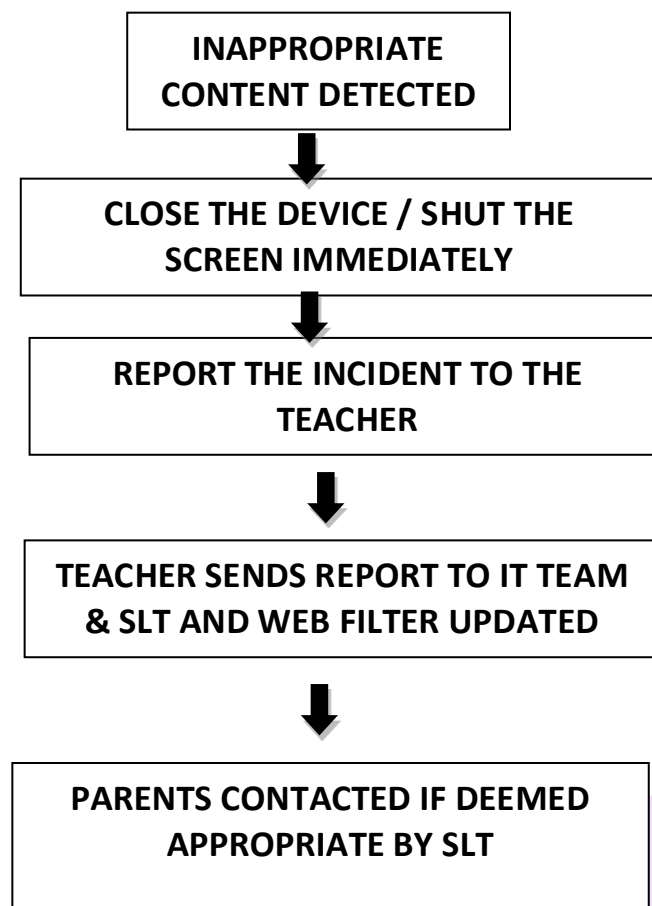 INAPPROPRIATE
CONTENT DETECTED
CLOSE THE DEVICE / SHUT THE
SCREEN IMMEDIATELY
REPORT THE INCIDENT TO THE
TEACHER
TEACHER SENDS REPORT TO IT TEAM
& SLT AND WEB FILTER UPDATED
PARENTS CONTACTED IF DEEMED
APPROPRIATE BY SLT